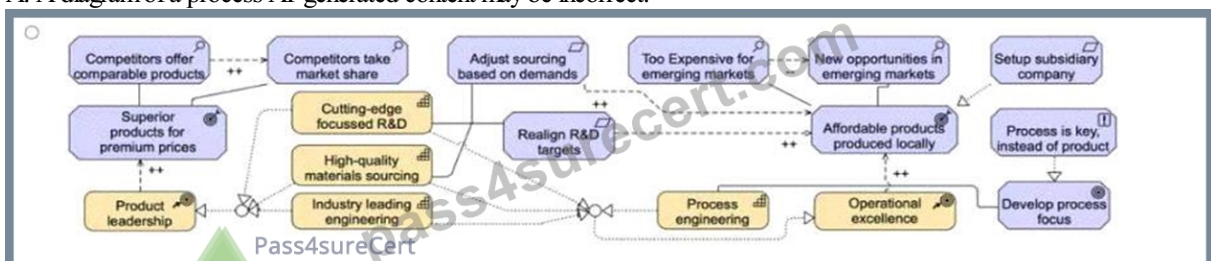 A. A diagram of a process AI-generated content may be incorrect.
Competitors offer
comparable products
++
Competitors take
market share
Adjust sourcing
based on demands
Too Expensive for
emerging markets
New opportunities in
emerging markets
Setup subsidiary
company
Superior
products for
premium prices
Cutting-edge
focussed R&D
++
Realign R&D
targets
++
Affordable products
produced locally
Process is key,
instead of product
++
High-quality
materials sourcing
++
Product
leadership
Industry leading
engineering
Process
engineering
Operational
excellence
Develop process
focus
Pass4sureCert
pass4surecert.com